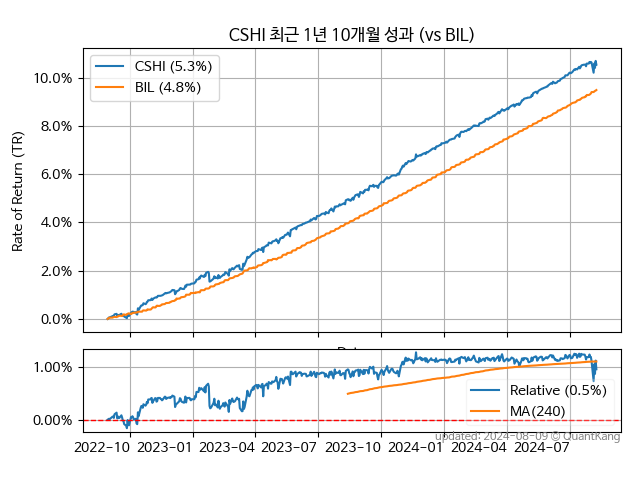 CSHI 최근 1년 10개월 성과 (vs BIL)
CSHI (5.3%)
BIL (4.8%)
Rate of Return (TR)
10.0%
8.0%
6.0%
4.0%
2.0%
0.0%
1.00%
0.00%
Relative (0.5%)
MA(240)
2022-10 2023-01 2023-04 2023-07 2023-10 2024-01 2024-04 2024-07
updated: 2024-08-09 © QuantKang